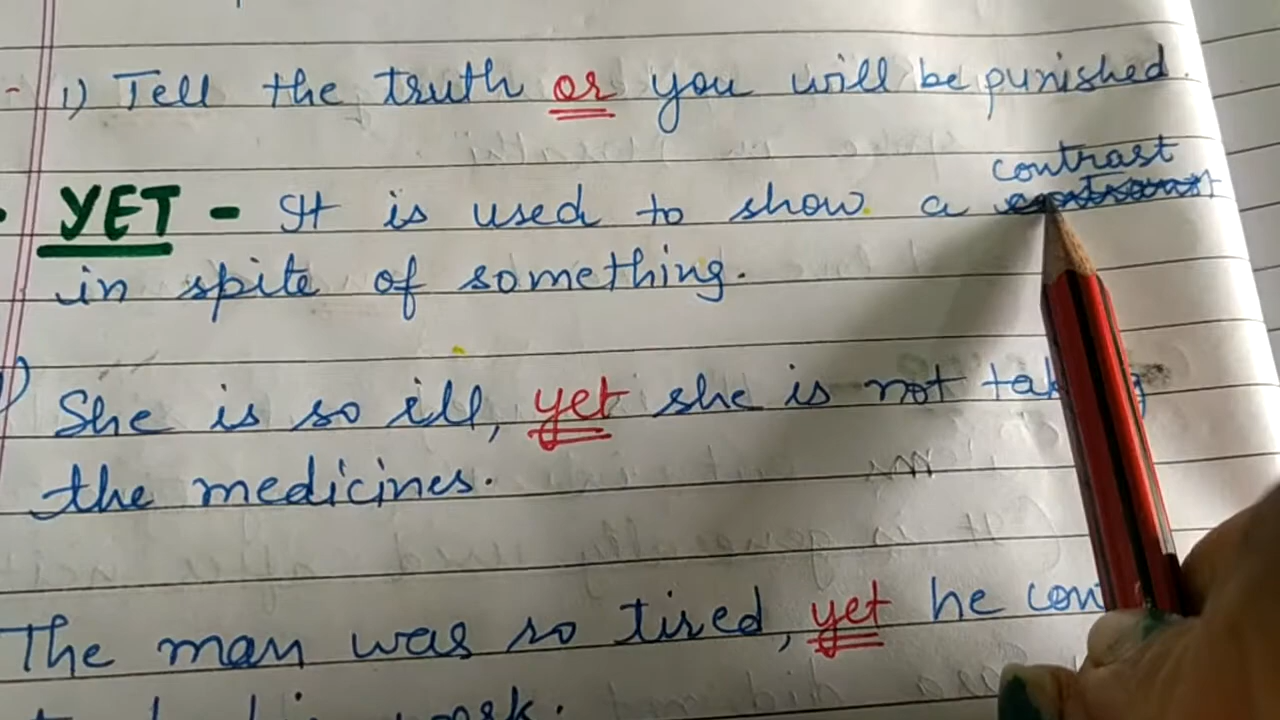 1) Tell the truth or you will be punished.
contrast
YET - It is used to show a
in spite of something.
She is so ill, yet she is not
the medicines.
The man was so tired, yet he